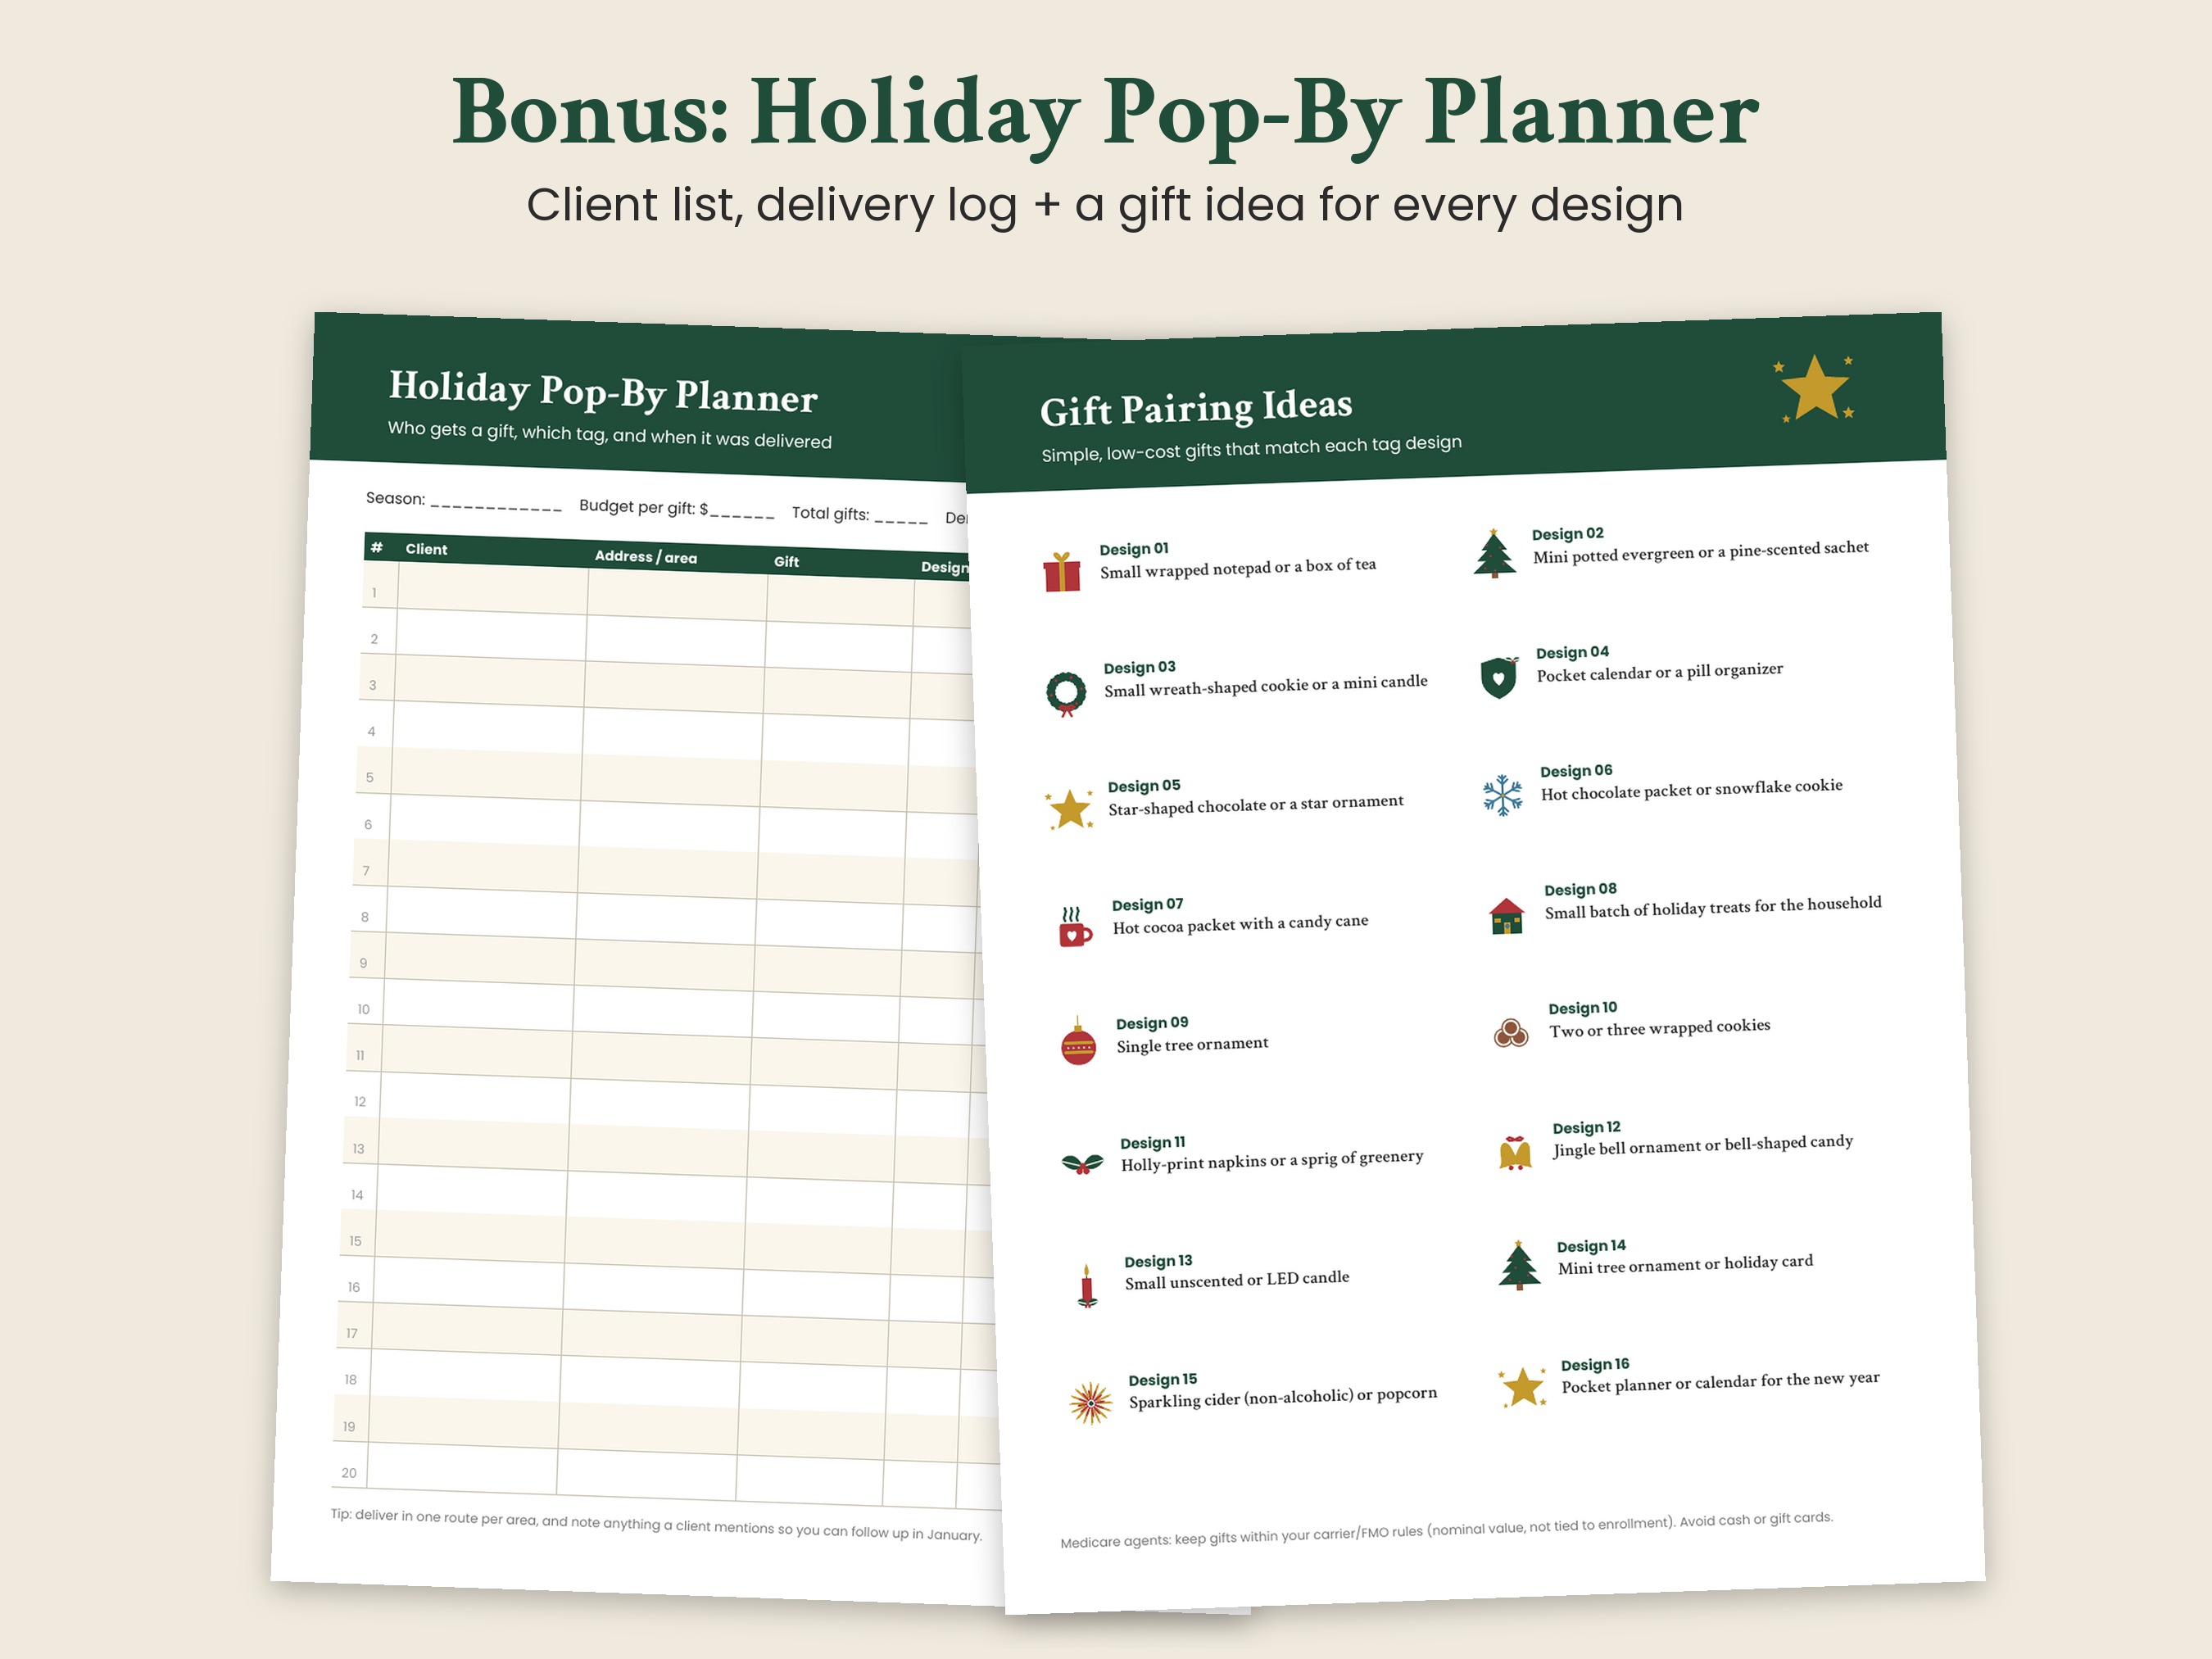 Bonus: Holiday Pop-By Planner
Client list, delivery log + a gift idea for every design
Holiday Pop-By Planner
Who gets a gift, which tag, and when it was delivered
Season: ____________ Budget per gift: $______ Total gifts: _____
# Client Address / area Gift Design
1
2
3
4
5
6
7
8
9
10
11
12
13
14
15
16
17
18
19
20
Tip: deliver in one route per area, and note anything a client mentions so you can follow up in January.
Gift Pairing Ideas
Simple, low-cost gifts that match each tag design
Design 01
Small wrapped notepad or a box of tea
Design 02
Mini potted evergreen or a pine-scented sachet
Design 03
Small wreath-shaped cookie or a mini candle
Design 04
Pocket calendar or a pill organizer
Design 05
Star-shaped chocolate or a star ornament
Design 06
Hot chocolate packet or snowflake cookie
Design 07
Hot cocoa packet with a candy cane
Design 08
Small batch of holiday treats for the household
Design 09
Single tree ornament
Design 10
Two or three wrapped cookies
Design 11
Holly-print napkins or a sprig of greenery
Design 12
Jingle bell ornament or bell-shaped candy
Design 13
Small unscented or LED candle
Design 14
Mini tree ornament or holiday card
Design 15
Sparkling cider (non-alcoholic) or popcorn
Design 16
Pocket planner or calendar for the new year
Medicare agents: keep gifts within your carrier/FMO rules (nominal value, not tied to enrollment). Avoid cash or gift cards.